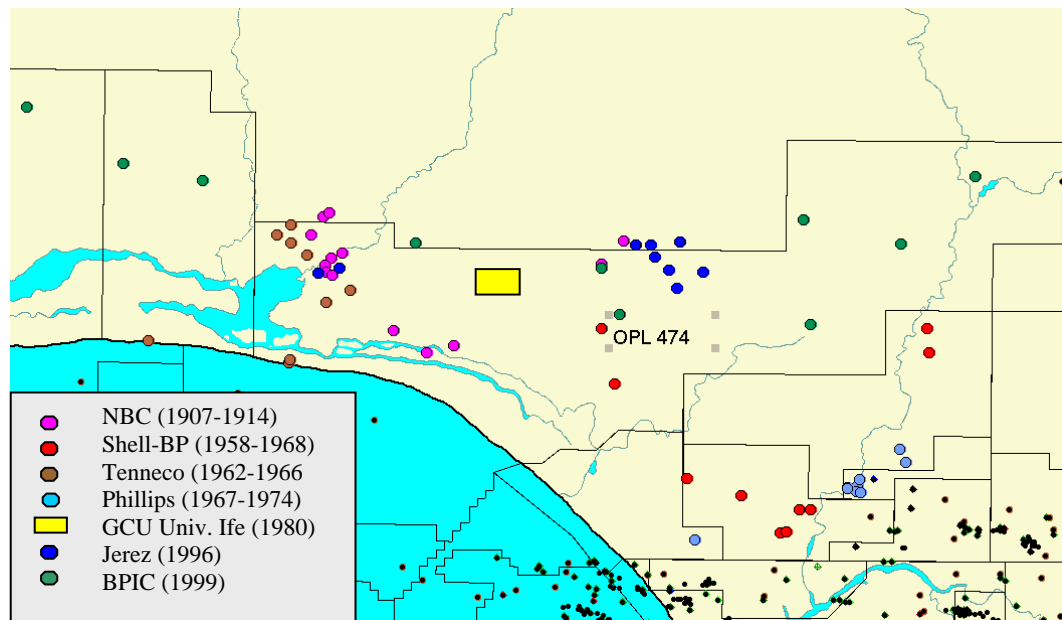 OPL 474
NBC (1907-1914)
Shell-BP (1958-1968)
Tenneco (1962-1966
Phillips (1967-1974)
GCU Univ. Ife (1980)
Jerez (1996)
BPIC (1999)